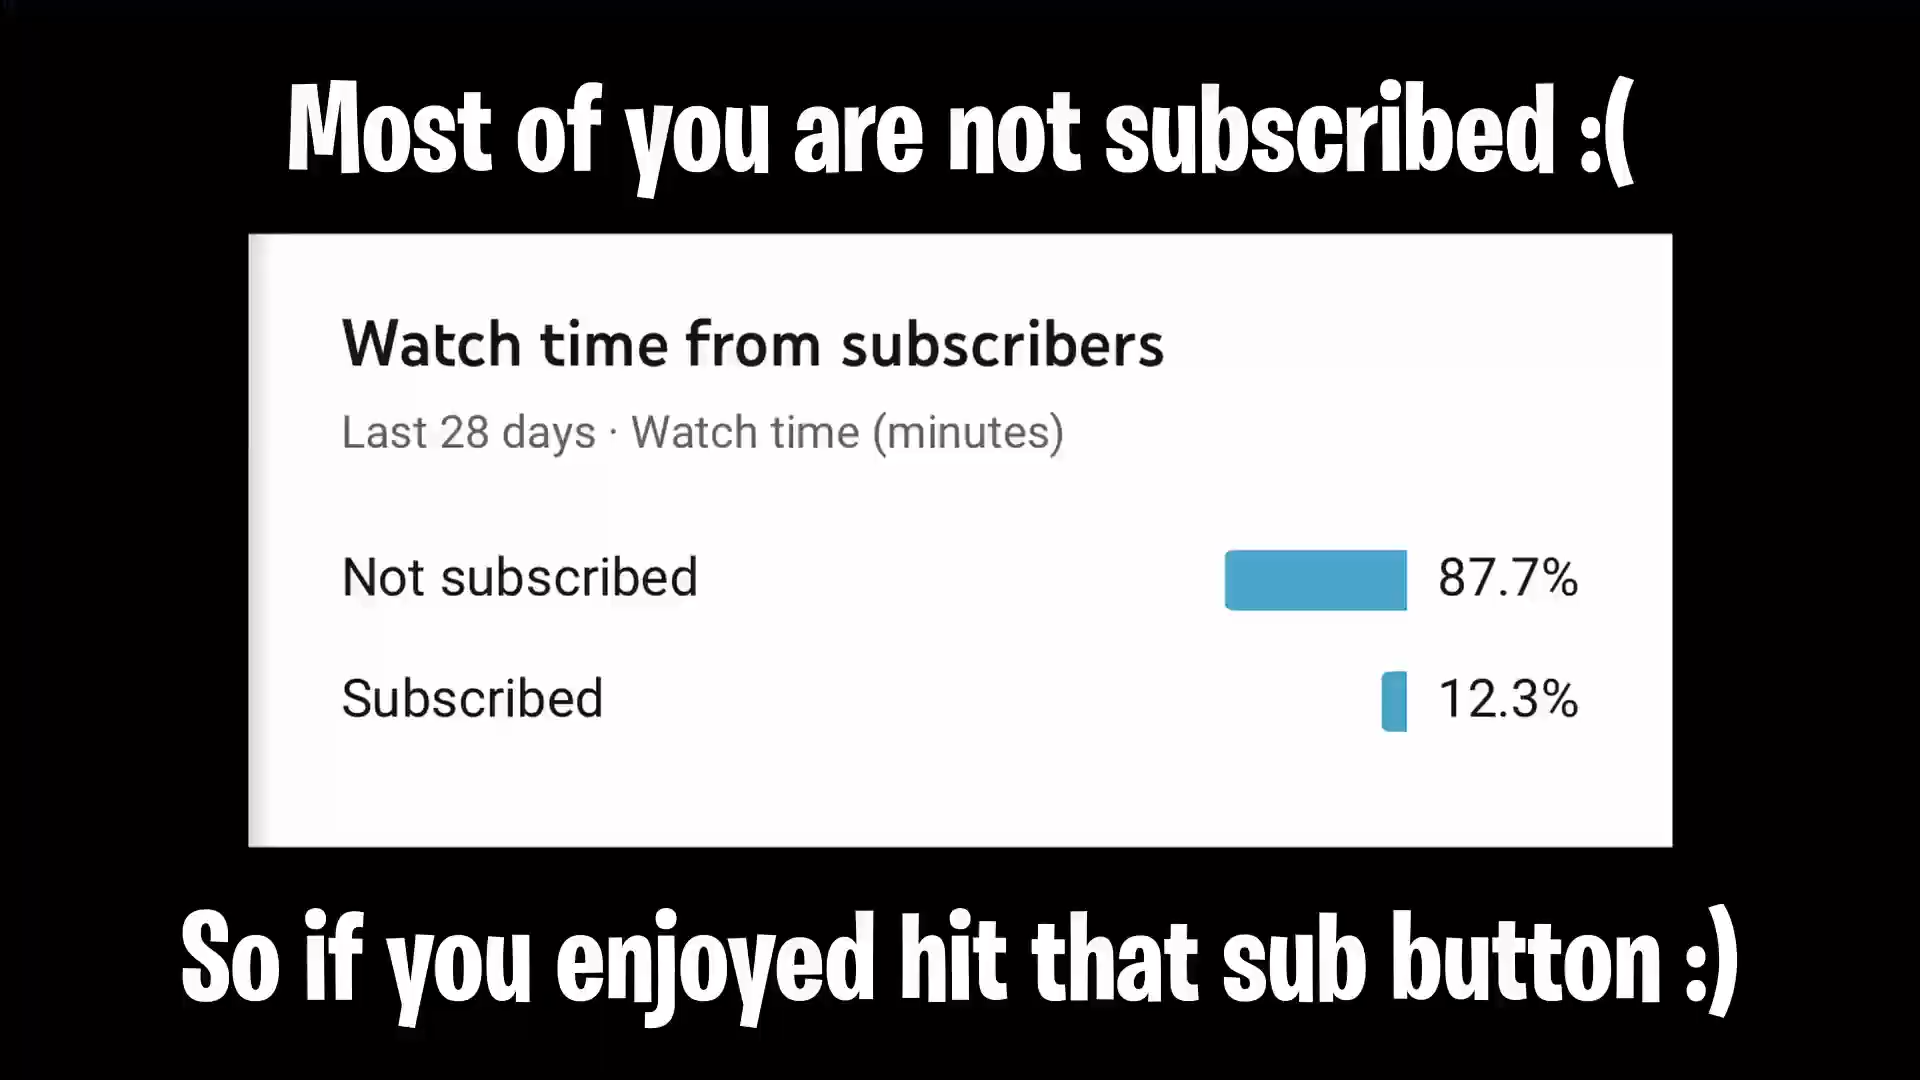 Most of you are not subscribed :(
Watch time from subscribers
Last 28 days · Watch time (minutes)
Not subscribed 87.7%
Subscribed 12.3%
So if you enjoyed hit that sub button :)